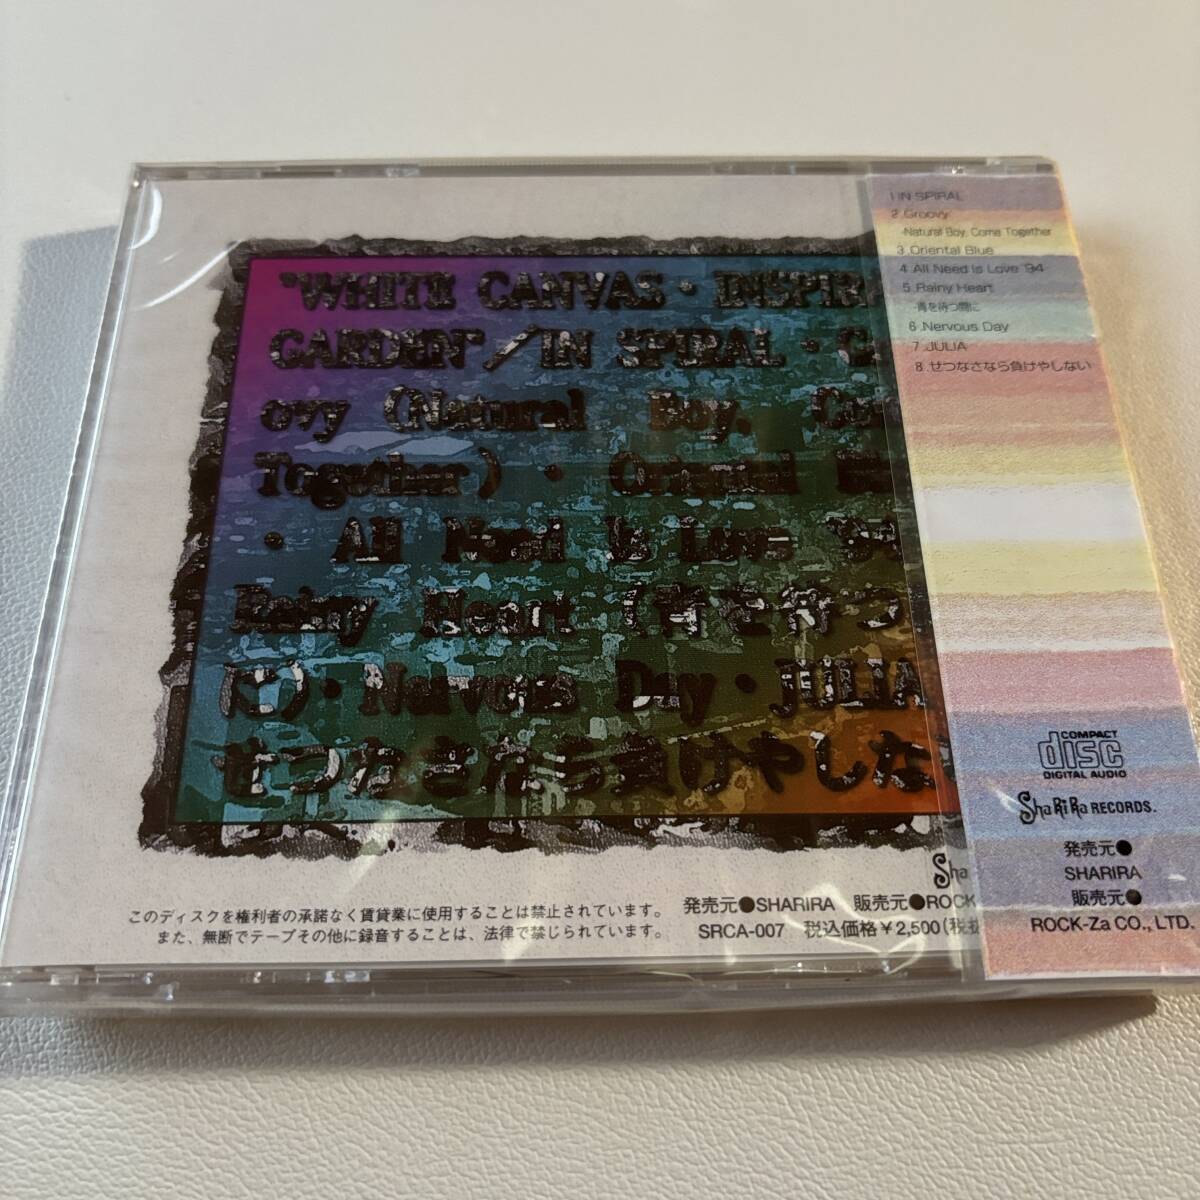 "WHITE CANVAS・INSPIRA
GARDEN"/IN SPIRAL・G
ovy (Natural Boy, Co
Together)・Oriental Bl
・All Need Is Love '94
Rainy Heart (青を待つ
に)・Nervous Day・JULIA
せつなさなら負けやしない
Sha
このディスクを権利者の承諾なく賃貸業に使用することは禁止されています。
また、無断でテープその他に録音することは、法律で禁じられています。
発売元●SHARIRA 販売元●ROCK
SRCA-007 税込価格¥2,500(税抜
1 IN SPIRAL
2 .Groovy
-Natural Boy, Come Together
3 .Oriental Blue
4 .All Need Is Love '94
5 .Rainy Heart
-青を待つ間に
6 .Nervous Day
7 .JULIA
8 .せつなさなら負けやしない
COMPACT
disc
DIGITAL AUDIO
ShaRiRa RECORDS.
発売元●
SHARIRA
販売元●
ROCK-Za CO., LTD.